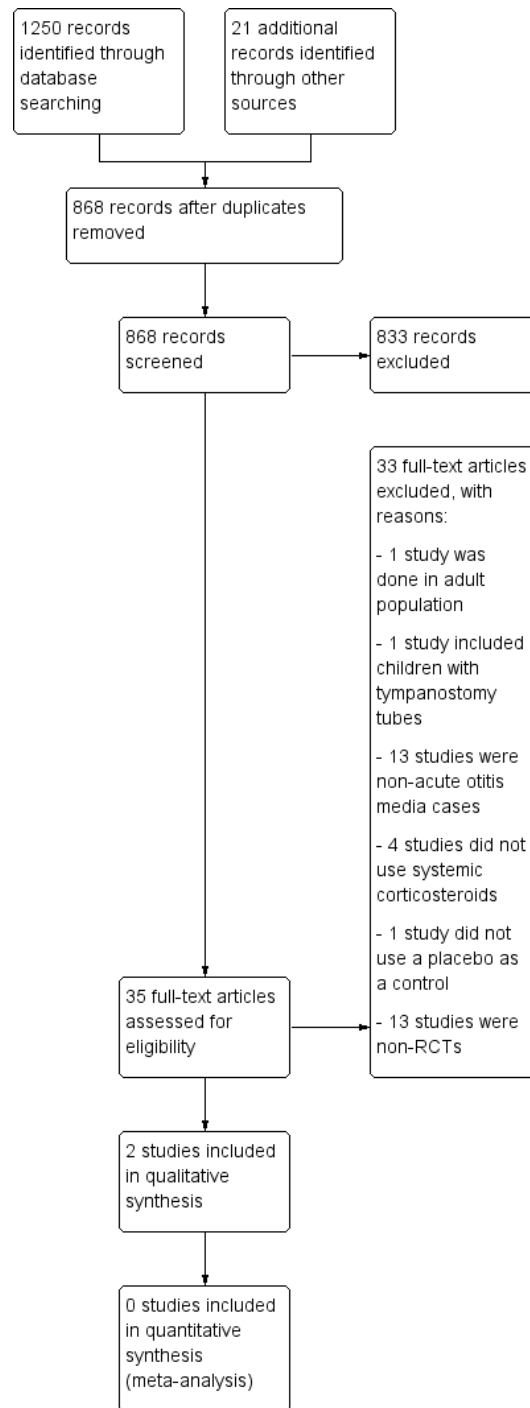 1250 records
identified through
database
searching
21 additional
records identified
through other
sources
868 records after duplicates
removed
868 records
screened
833 records
excluded
33 full-text articles
excluded, with
reasons:
- 1 study was
done in adult
population
- 1 study included
children with
tympanostomy
tubes
- 13 studies were
non-acute otitis
media cases
- 4 studies did not
use systemic
corticosteroids
- 1 study did not
use a placebo as
a control
- 13 studies were
non-RCTs
35 full-text articles
assessed for
eligibility
2 studies included
in qualitative
synthesis
0 studies included
in quantitative
synthesis
(meta-analysis)